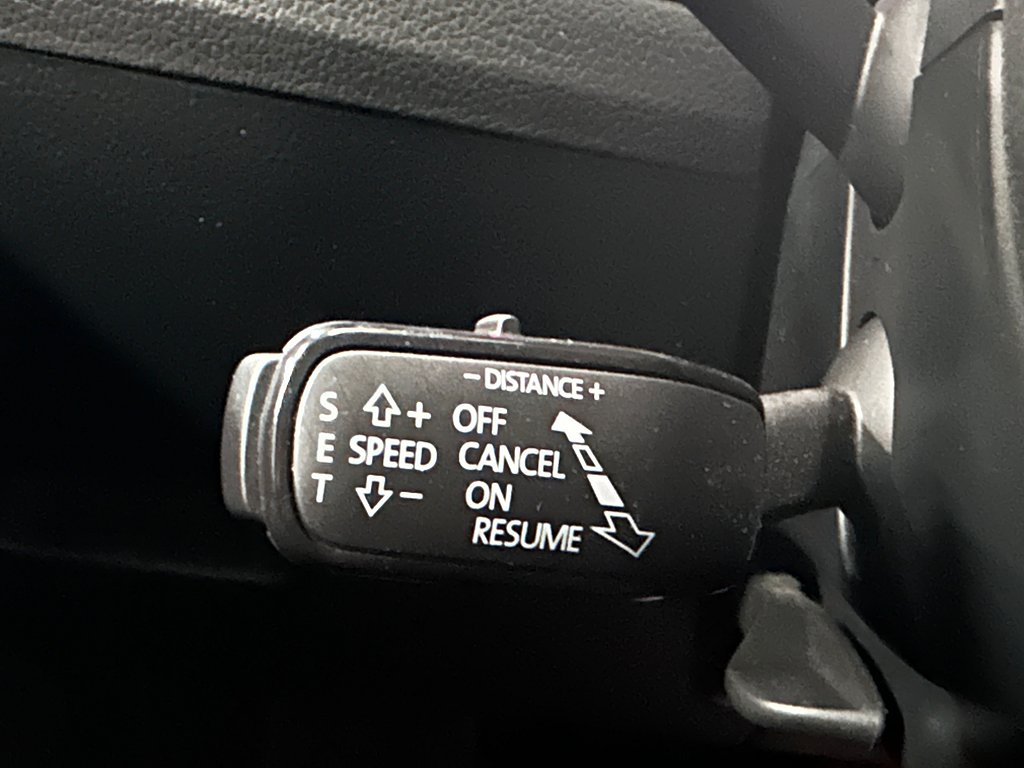 - DISTANCE +
S + OFF
E SPEED CANCEL
T - ON
RESUME